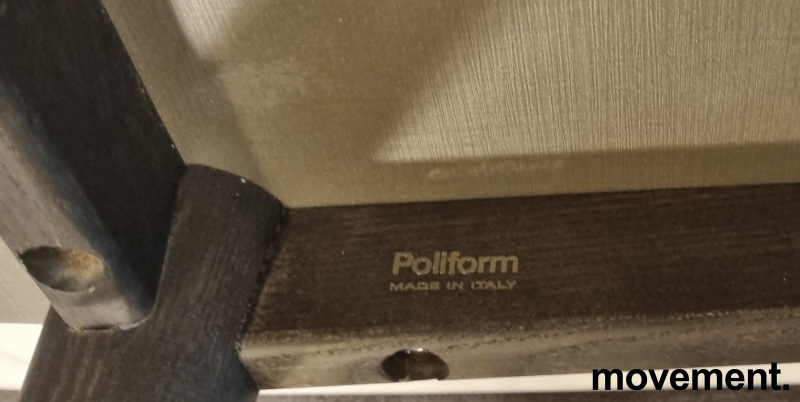 Poliform
MADE IN ITALY
movement.